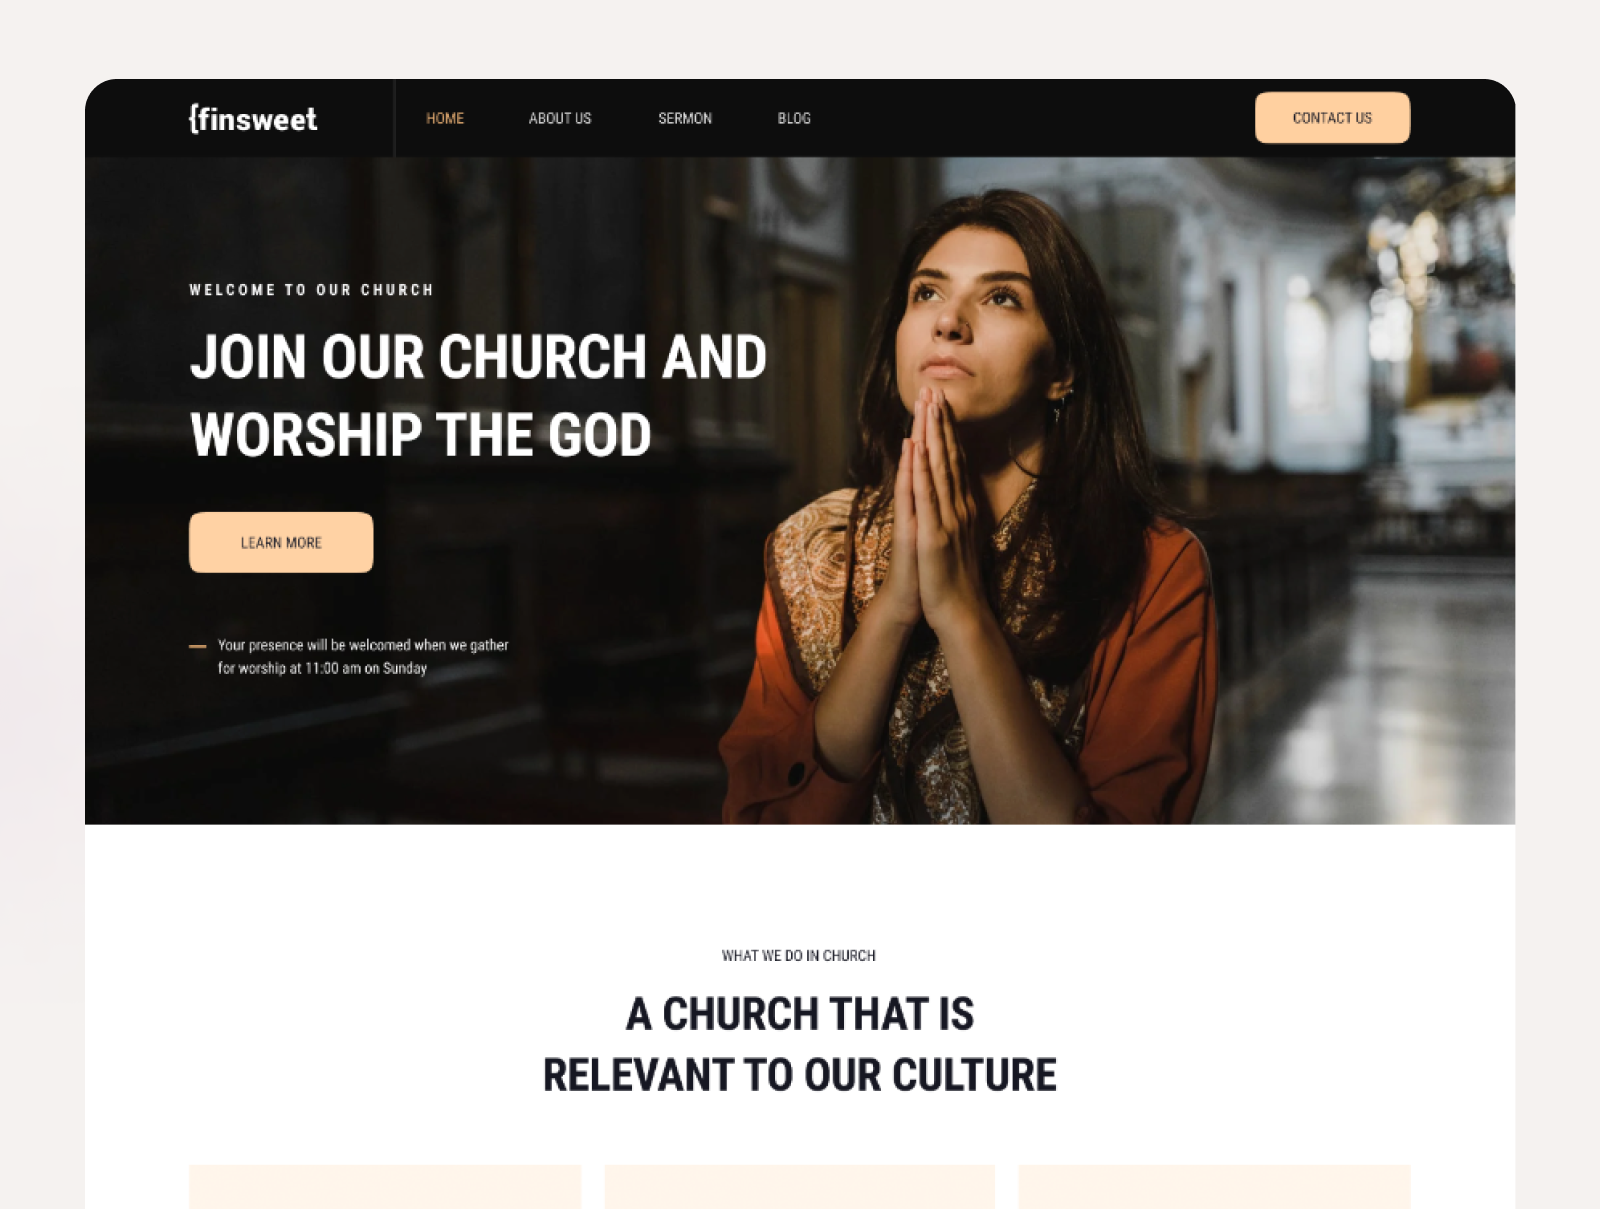 {finsweet
HOME
ABOUT US
SERMON
BLOG
CONTACT US
WELCOME TO OUR CHURCH
JOIN OUR CHURCH AND
WORSHIP THE GOD
LEARN MORE
Your presence will be welcomed when we gather
for worship at 11:00 am on Sunday
WHAT WE DO IN CHURCH
A CHURCH THAT IS
RELEVANT TO OUR CULTURE